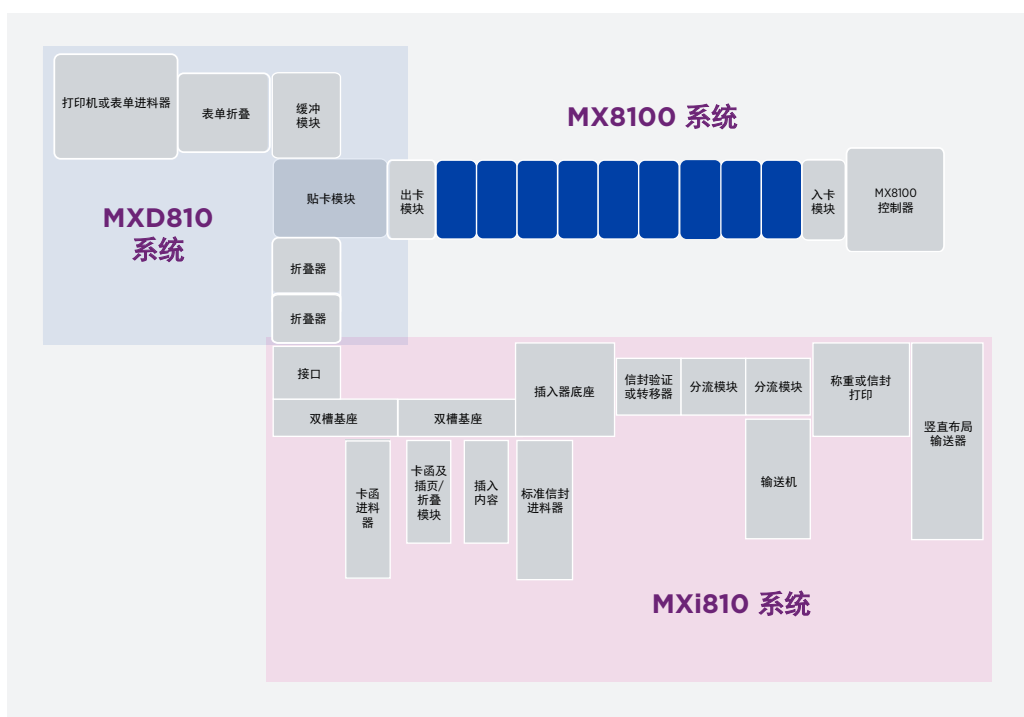 打印机或表单进料器
表单折叠
缓冲
模块
MX8100 系统
贴卡模块
出卡
模块
入卡
模块
MX8100
控制器
MXD810
系统
折叠器
折叠器
接口
双槽基座
双槽基座
插入器底座
信封验证
或转移器
分流模块
分流模块
称重或信封
打印
竖直布局
输送器
卡函
进料
器
卡函及
插页/
折叠
模块
插入
内容
标准信封
进料器
输送机
MXi810 系统